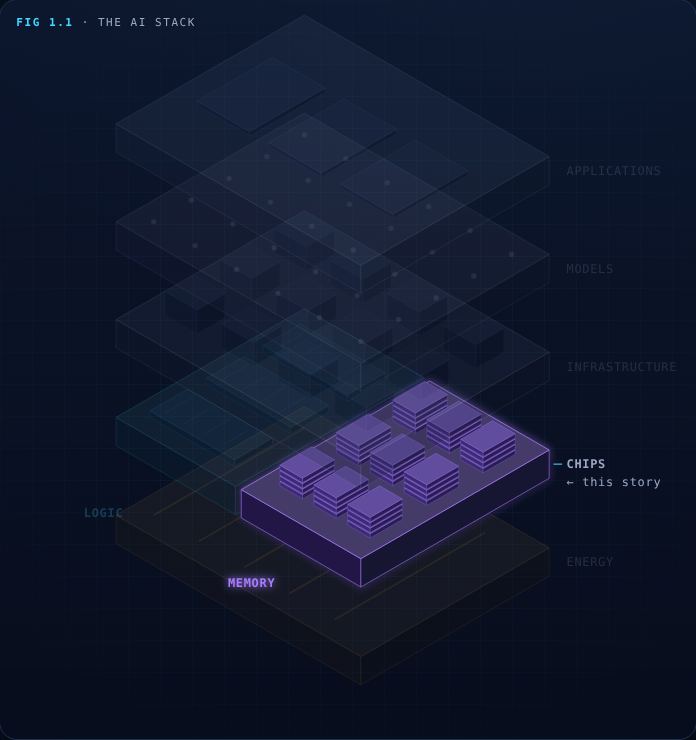 FIG 1.1 · THE AI STACK
APPLICATIONS
MODELS
INFRASTRUCTURE
CHIPS
← this story
LOGIC
ENERGY
MEMORY